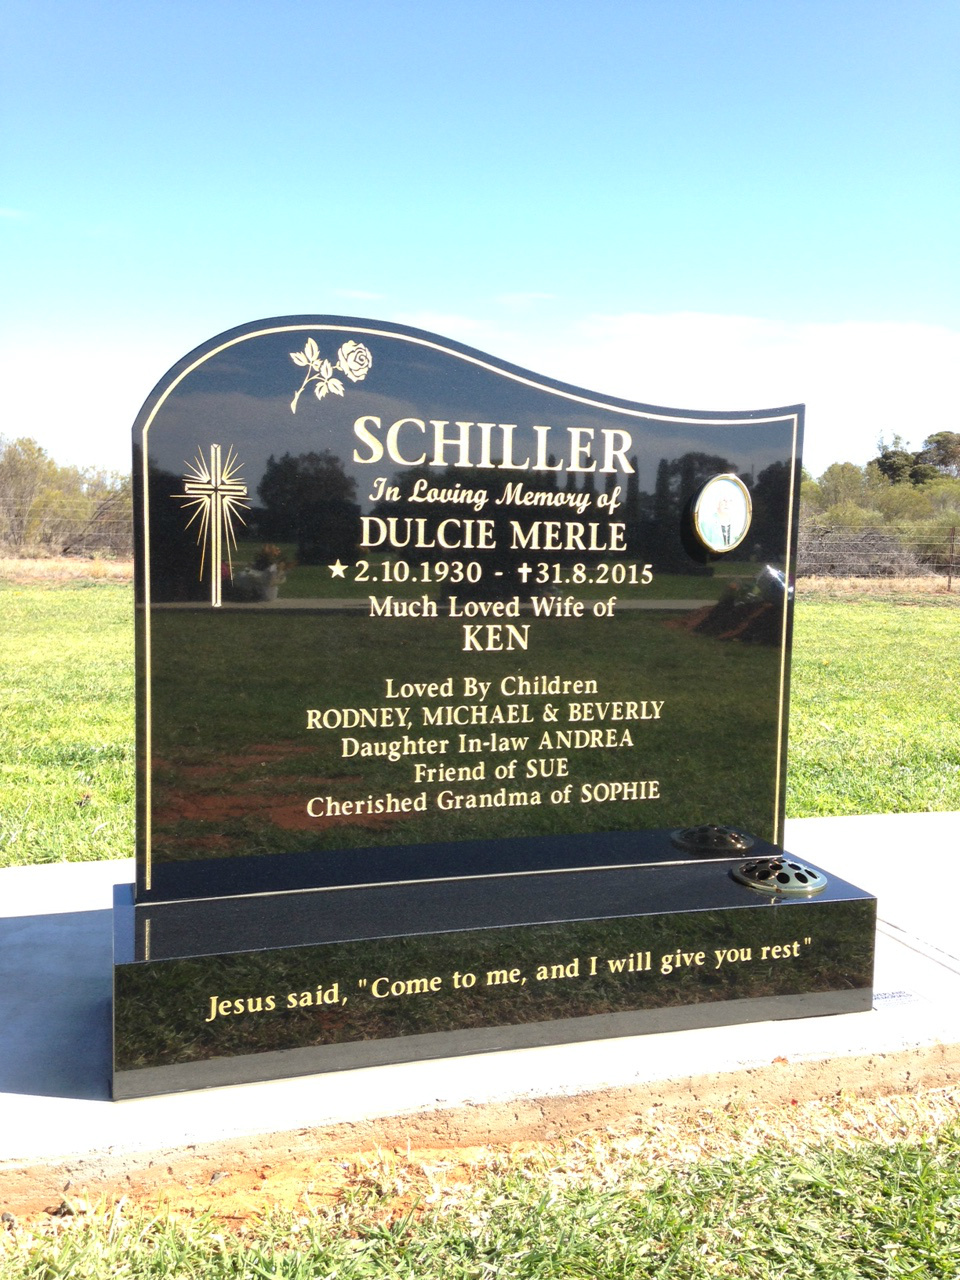 SCHILLER
In Loving Memory of
DULCIE MERLE
★ 2.10.1930 - ✝31.8.2015
Much Loved Wife of
KEN
Loved By Children
RODNEY, MICHAEL & BEVERLY
Daughter In-law ANDREA
Friend of SUE
Cherished Grandma of SOPHIE
Jesus said, "Come to me, and I will give you rest"